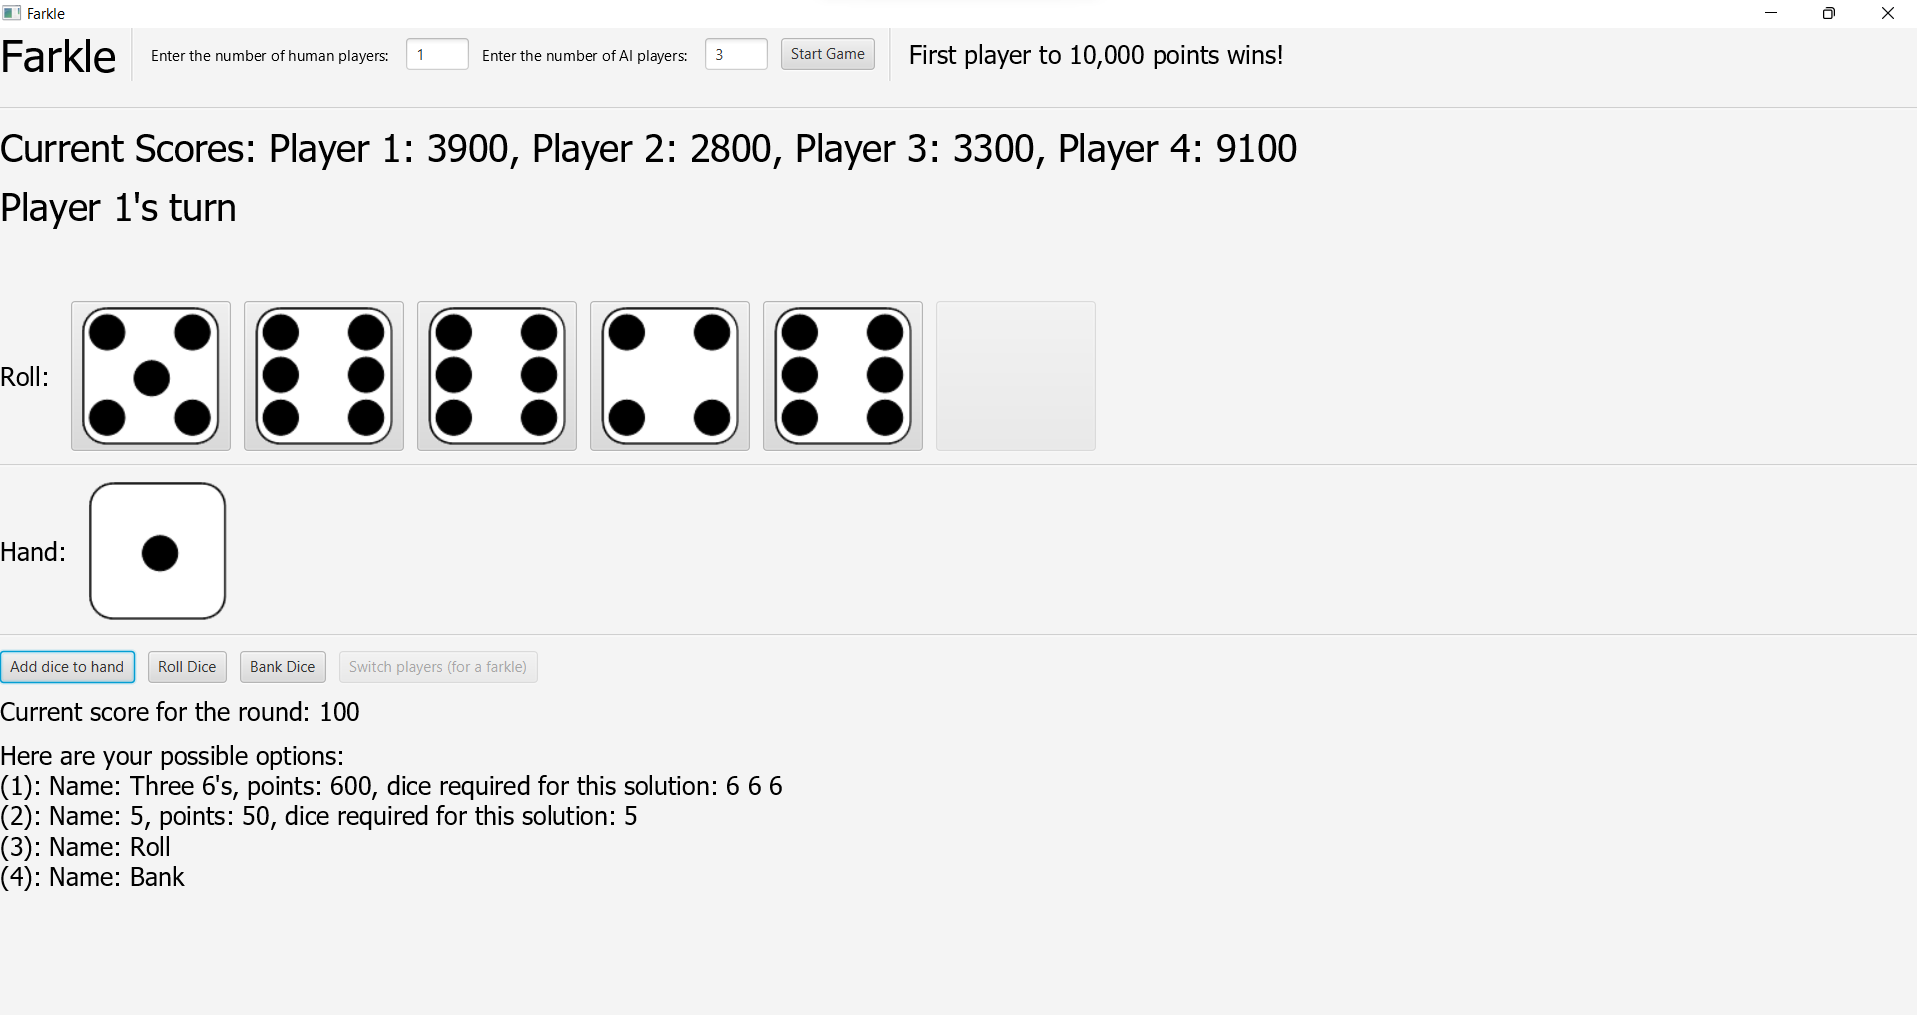 Farkle
Farkle
Enter the number of human players: 1 Enter the number of AI players: 3 Start Game First player to 10,000 points wins!
Current Scores: Player 1: 3900, Player 2: 2800, Player 3: 3300, Player 4: 9100
Player 1's turn
Roll:
Hand:
Add dice to hand Roll Dice Bank Dice Switch players (for a farkle)
Current score for the round: 100
Here are your possible options:
(1): Name: Three 6's, points: 600, dice required for this solution: 6 6 6
(2): Name: 5, points: 50, dice required for this solution: 5
(3): Name: Roll
(4): Name: Bank